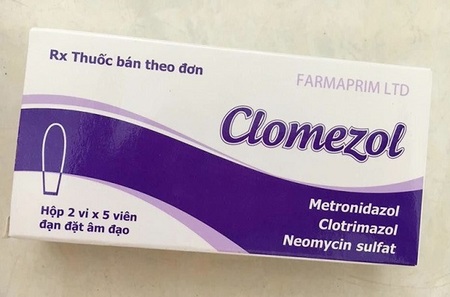 Rx Thuốc bán theo đơn
FARMAPRIM LTD
Clomezol
Metronidazol
Clotrimazol
Neomycin sulfat
Hộp 2 vỉ x 5 viên
đạn đặt âm đạo